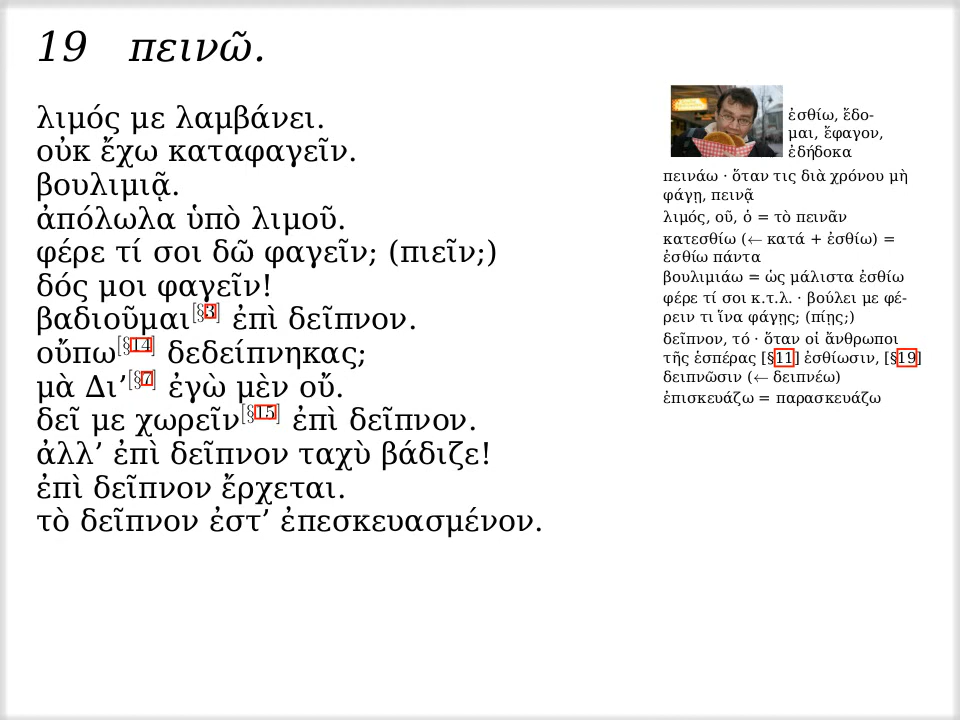 19 πεινῶ.
λιμός με λαμβάνει.
οὐκ ἔχω καταφαγεῖν.
βουλιμιᾷ.
ἀπόλωλα ὑπὸ λιμοῦ.
φέρε τί σοι δῶ φαγεῖν; (πιεῖν;)
δός μοι φαγεῖν!
βαδιοῦμαι[§3] ἐπὶ δεῖπνον.
οὔπω[§14] δεδείπνηκας;
μὰ Δι’[§7] ἐγὼ μὲν οὔ.
δεῖ με χωρεῖν[§15] ἐπὶ δεῖπνον.
ἀλλ’ ἐπὶ δεῖπνον ταχὺ βάδιζε!
ἐπὶ δεῖπνον ἔρχεται.
τὸ δεῖπνον ἐστ’ ἐπεσκευασμένον.
ἐσθίω, ἔδο-
μαι, ἔφαγον,
ἐδήδοκα
πεινάω · ὅταν τις διὰ χρόνου μὴ
φάγῃ, πεινᾷ
λιμός, οῦ, ὁ = τὸ πεινᾶν
κατεσθίω (← κατά + ἐσθίω) =
ἐσθίω πάντα
βουλιμιάω = ὡς μάλιστα ἐσθίω
φέρε τί σοι κ.τ.λ. · βούλει με φέ-
ρειν τι ἵνα φάγῃς; (πίῃς;)
δεῖπνον, τό · ὅταν οἱ ἄνθρωποι
τῆς ἑσπέρας [§11] ἐσθίωσιν, [§19]
δειπνῶσιν (← δειπνέω)
ἐπισκευάζω = παρασκευάζω